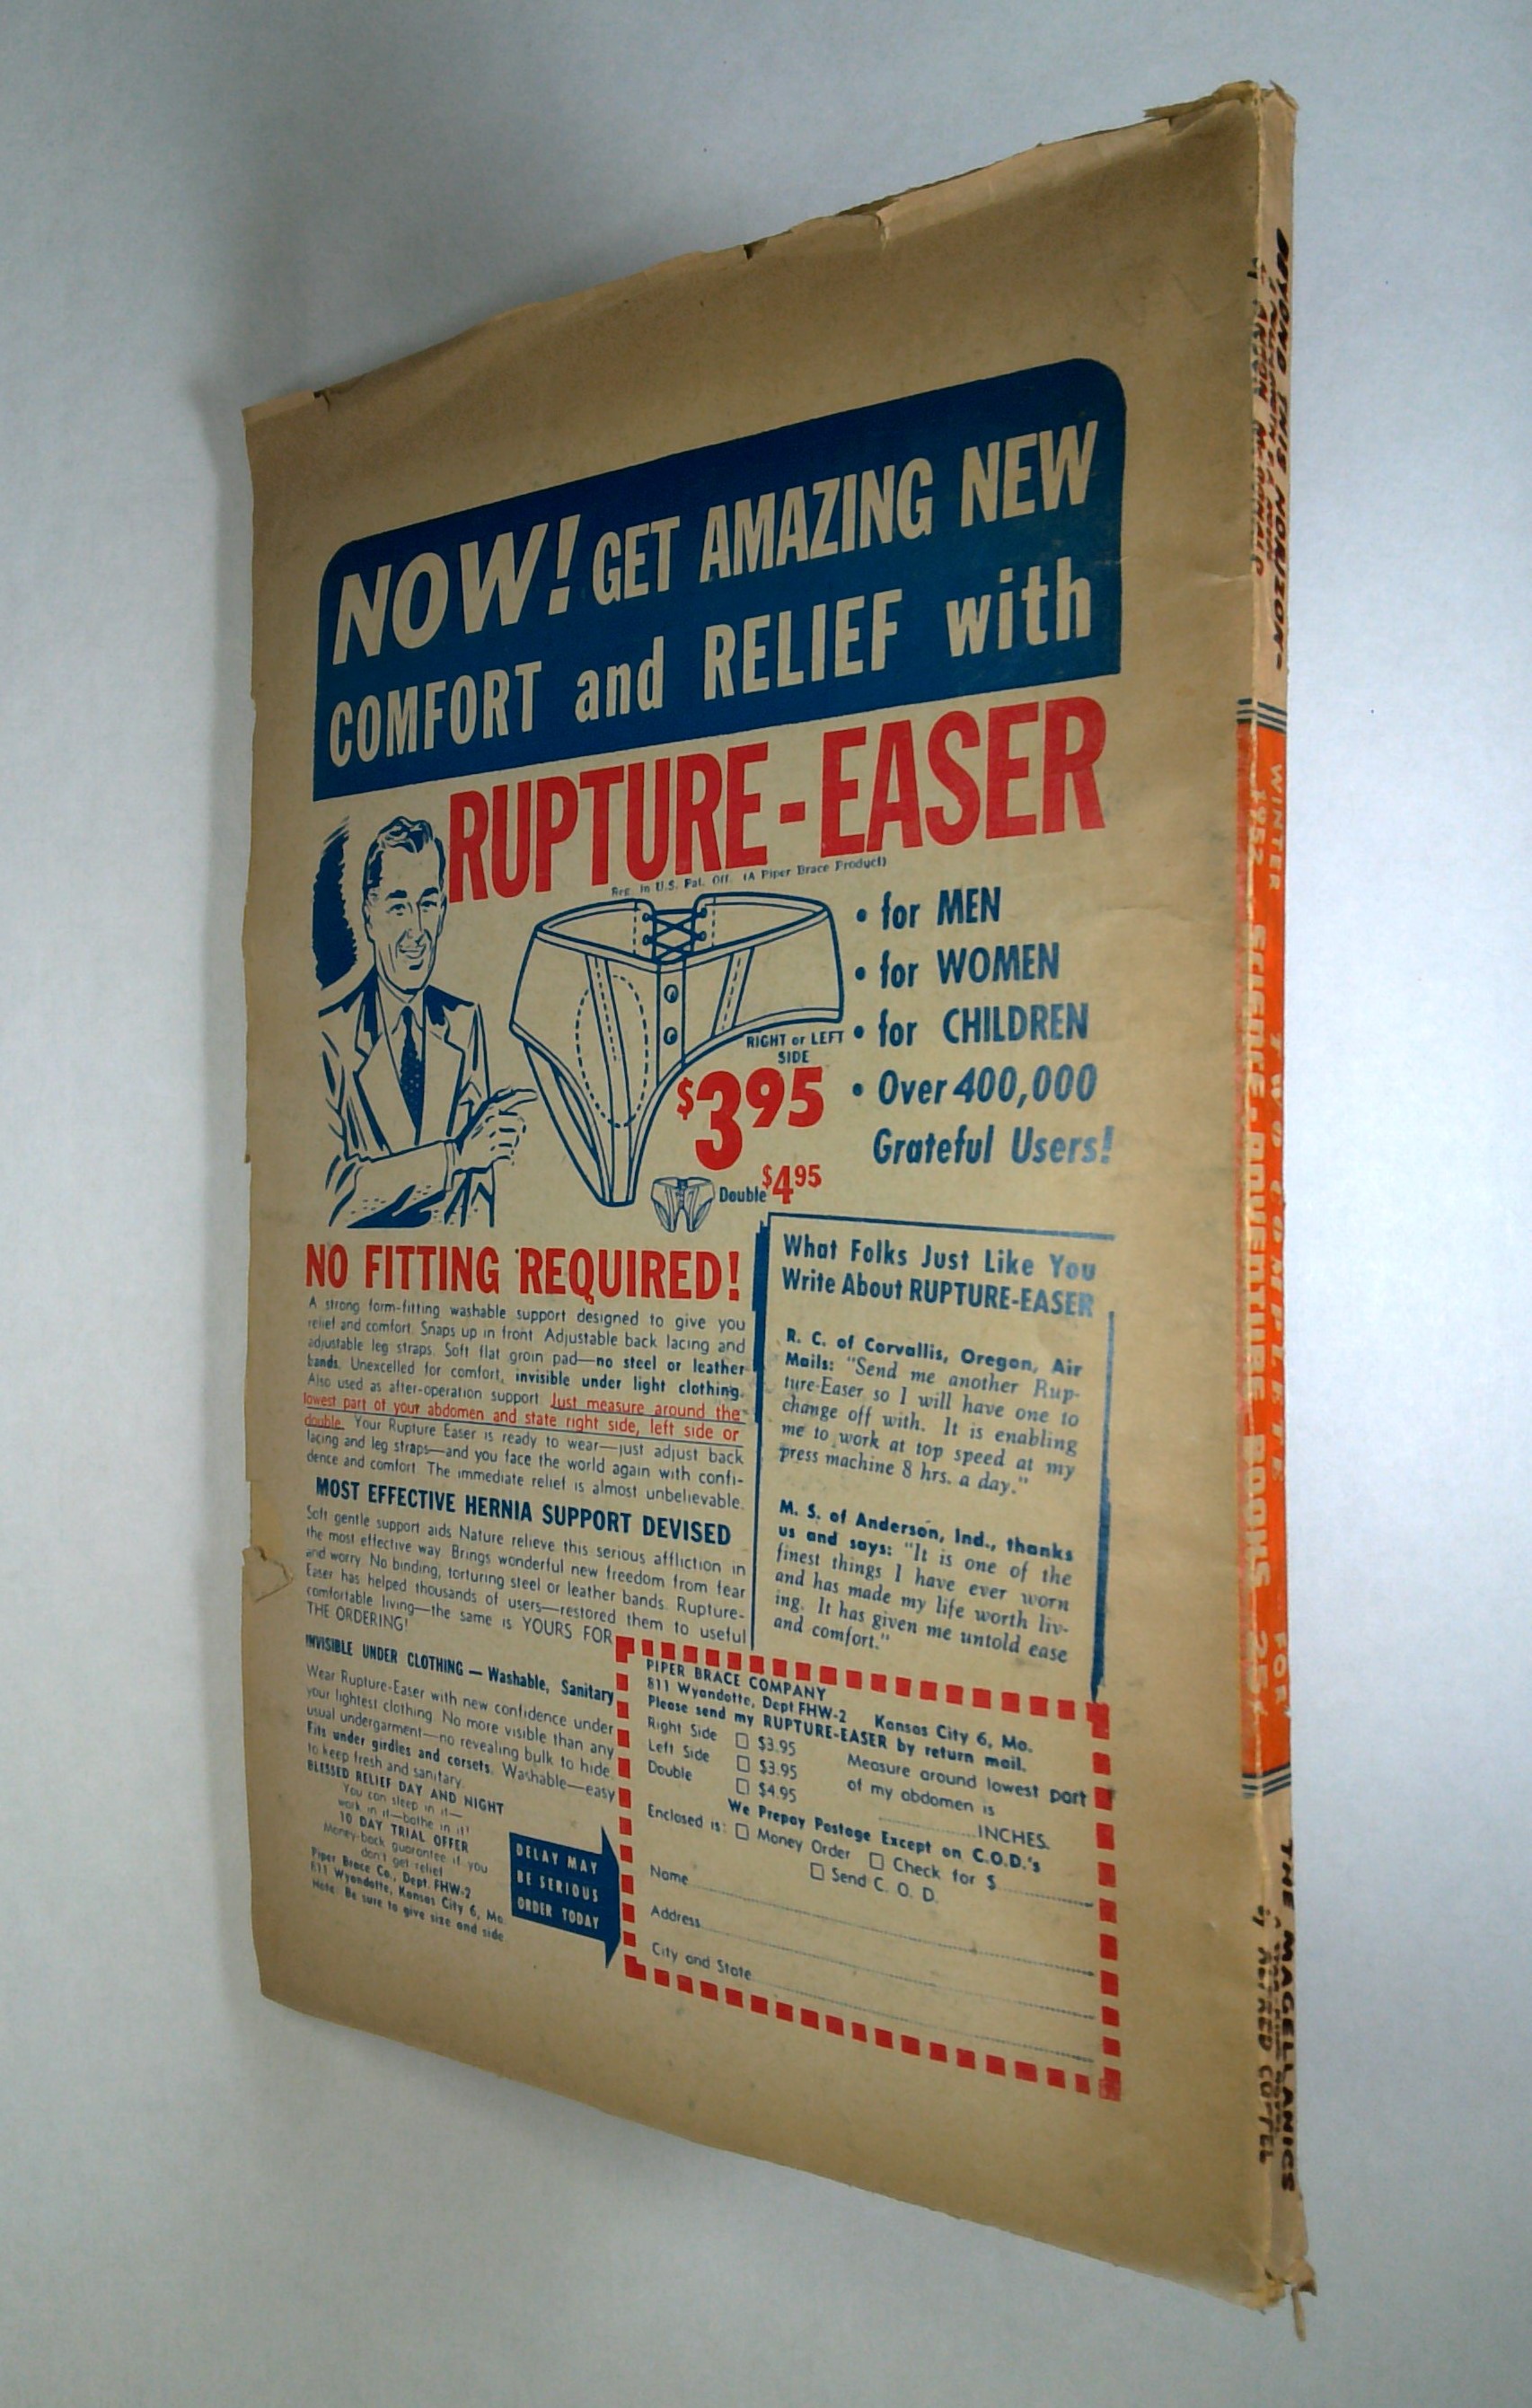 NOW! GET AMAZING NEW
COMFORT and RELIEF with
RUPTURE-EASER
Reg. in U.S. Pat. Off. (A Piper Brace Product)
• for MEN
• for WOMEN
• for CHILDREN
• Over 400,000
Grateful Users!
RIGHT or LEFT
SIDE
$3.95
Double $4.95
NO FITTING REQUIRED!
A strong form-fitting washable support designed to give you
relief and comfort. Snaps up in front. Adjustable back lacing and
adjustable leg straps. Soft flat groin pad—no steel or leather
bands. Unexcelled for comfort, invisible under light clothing.
Also used as after-operation support. Just measure around the
lowest part of your abdomen and state right side, left side or
double. Your Rupture Easer is ready to wear—just adjust back
lacing and leg straps—and you face the world again with confi-
dence and comfort. The immediate relief is almost unbelievable.
MOST EFFECTIVE HERNIA SUPPORT DEVISED
Soft gentle support aids Nature relieve this serious affliction in
the most effective way. Brings wonderful new freedom from fear
and worry. No binding, torturing steel or leather bands. Rupture-
Easer has helped thousands of users—restored them to useful
comfortable living—the same is YOURS FOR
THE ORDERING!
INVISIBLE UNDER CLOTHING — Washable, Sanitary
Wear Rupture-Easer with new confidence under
your lightest clothing. No more visible than any
usual undergarment—no revealing bulk to hide.
Fits under girdles and corsets. Washable—easy
to keep fresh and sanitary.
BLESSED RELIEF DAY AND NIGHT
You can sleep in it—
work in it—bathe in it!
10 DAY TRIAL OFFER
Money-back guarantee if you
don't get relief.
Piper Brace Co., Dept. FHW-2
811 Wyandotte, Kansas City 6, Mo.
Note: Be sure to give size and side
DELAY MAY
BE SERIOUS
ORDER TODAY
What Folks Just Like You
Write About RUPTURE-EASER
R. C. of Corvallis, Oregon, Air
Mails: "Send me another Rup-
ture-Easer so I will have one to
change off with. It is enabling
me to work at top speed at my
press machine 8 hrs. a day."
M. S. of Anderson, Ind., thanks
us and says: "It is one of the
finest things I have ever worn
and has made my life worth liv-
ing. It has given me untold ease
and comfort."
PIPER BRACE COMPANY
811 Wyandotte, Dept FHW-2 Kansas City 6, Mo.
Please send my RUPTURE-EASER by return mail.
Right Side □ $3.95
Left Side □ $3.95
Double □ $4.95
Measure around lowest part
of my abdomen is
INCHES.
We Prepay Postage Except on C.O.D.'s
Enclosed is: □ Money Order □ Check for $
□ Send C. O. D.
Name
Address
City and State
BEYOND THIS HORIZON—
WINTER TWO COMPLETE FOR
1952 SCIENCE-ADVENTURE BOOKS 25¢
THE MAGELLANICS
by ALFRED COPPEL